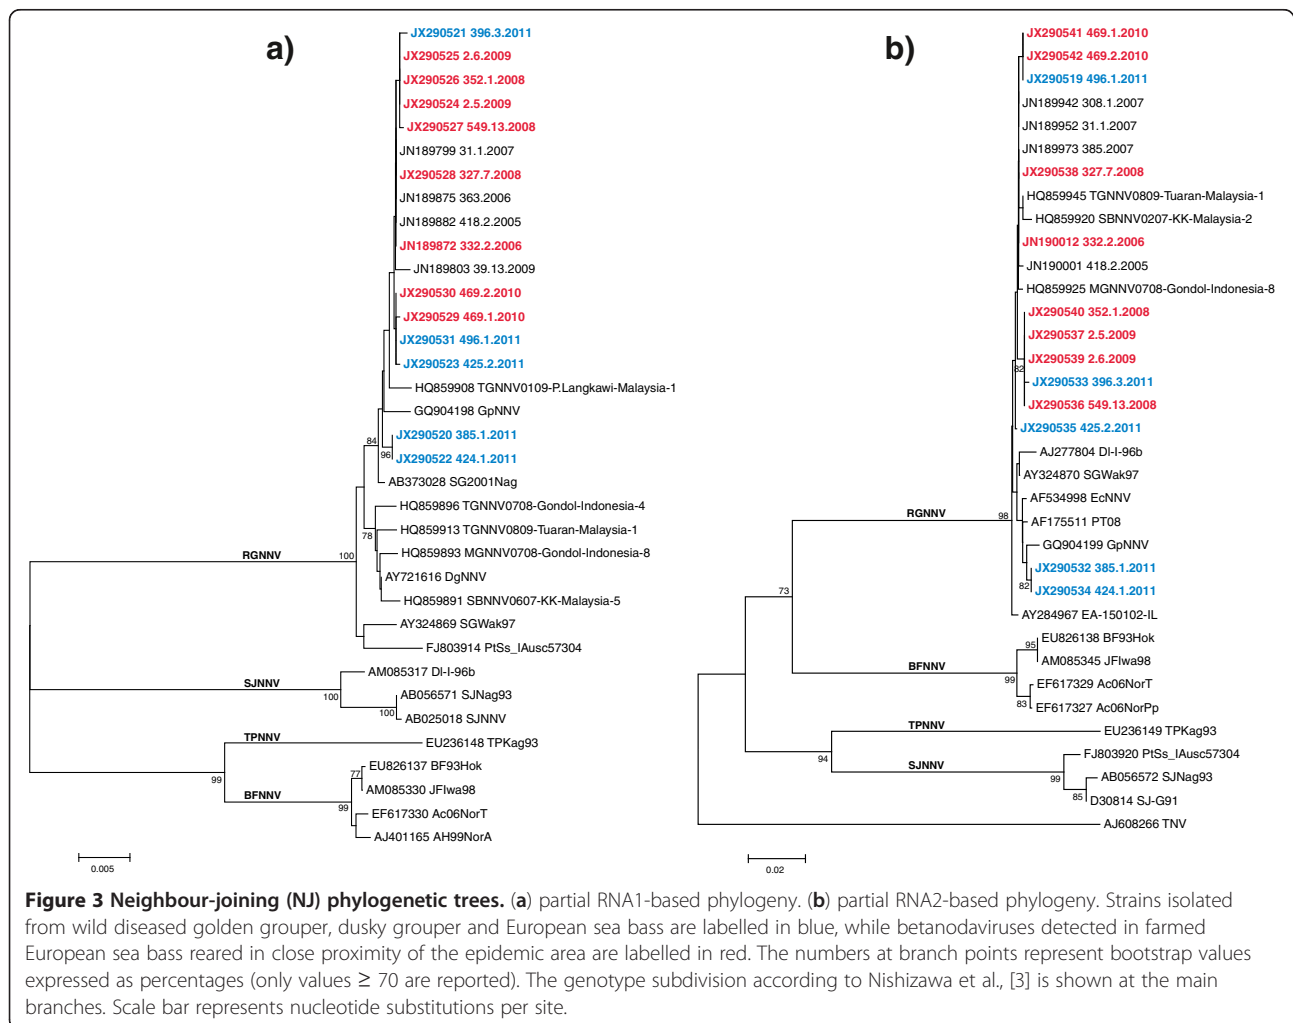 a)
JX290521 396.3.2011
JX290525 2.6.2009
JX290526 352.1.2008
JX290524 2.5.2009
JX290527 549.13.2008
JN189799 31.1.2007
JX290528 327.7.2008
JN189875 363.2006
JN189882 418.2.2005
JN189872 332.2.2006
JN189803 39.13.2009
JX290530 469.2.2010
JX290529 469.1.2010
JX290531 496.1.2011
JX290523 425.2.2011
HQ859908 TGNNV0109-P.Langkawi-Malaysia-1
GQ904198 GpNNV
84
JX290520 385.1.2011
96
JX290522 424.1.2011
AB373028 SG2001Nag
HQ859896 TGNNV0708-Gondol-Indonesia-4
HQ859913 TGNNV0809-Tuaran-Malaysia-1
78
HQ859893 MGNNV0708-Gondol-Indonesia-8
RGNNV
100
AY721616 DgNNV
HQ859891 SBNNV0607-KK-Malaysia-5
AY324869 SGWak97
FJ803914 PtSs_IAusc57304
AM085317 DI-I-96b
SJNNV
100
AB056571 SJNag93
100
AB025018 SJNNV
TPNNV
EU236148 TPKag93
99
EU826137 BF93Hok
77
AM085330 JFIwa98
BFNNV
99
EF617330 Ac06NorT
AJ401165 AH99NorA
0.005
b)
JX290541 469.1.2010
JX290542 469.2.2010
JX290519 496.1.2011
JN189942 308.1.2007
JN189952 31.1.2007
JN189973 385.2007
JX290538 327.7.2008
HQ859945 TGNNV0809-Tuaran-Malaysia-1
HQ859920 SBNNV0207-KK-Malaysia-2
JN190012 332.2.2006
JN190001 418.2.2005
HQ859925 MGNNV0708-Gondol-Indonesia-8
JX290540 352.1.2008
JX290537 2.5.2009
JX290539 2.6.2009
82
JX290533 396.3.2011
JX290536 549.13.2008
JX290535 425.2.2011
AJ277804 DI-I-96b
AY324870 SGWak97
AF534998 EcNNV
RGNNV
98
AF175511 PT08
GQ904199 GpNNV
JX290532 385.1.2011
82
JX290534 424.1.2011
73
AY284967 EA-150102-IL
EU826138 BF93Hok
95
AM085345 JFIwa98
BFNNV
99
EF617329 Ac06NorT
83
EF617327 Ac06NorPp
TPNNV
EU236149 TPKag93
94
FJ803920 PtSs_IAusc57304
SJNNV
99
AB056572 SJNag93
85
D30814 SJ-G91
AJ608266 TNV
0.02
Figure 3 Neighbour-joining (NJ) phylogenetic trees. (a) partial RNA1-based phylogeny. (b) partial RNA2-based phylogeny. Strains isolated
from wild diseased golden grouper, dusky grouper and European sea bass are labelled in blue, while betanodaviruses detected in farmed
European sea bass reared in close proximity of the epidemic area are labelled in red. The numbers at branch points represent bootstrap values
expressed as percentages (only values ≥ 70 are reported). The genotype subdivision according to Nishizawa et al., [3] is shown at the main
branches. Scale bar represents nucleotide substitutions per site.